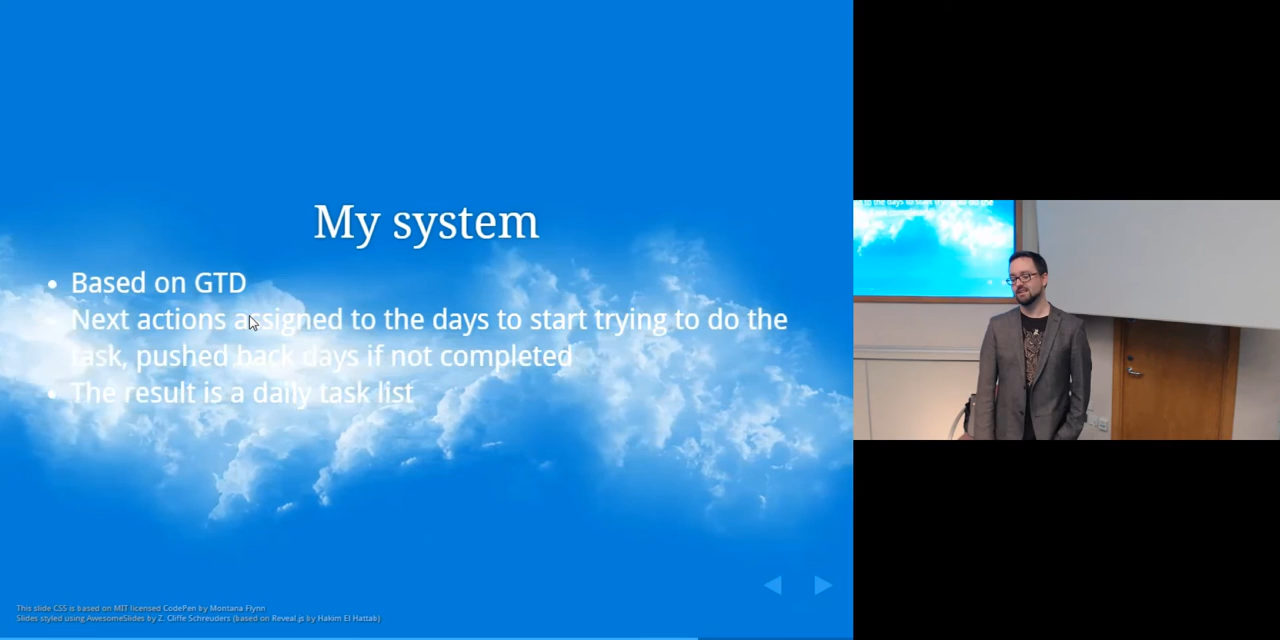 My system
Based on GTD
Next actions assigned to the days to start trying to do the
task, pushed back days if not completed
The result is a daily task list
This slide CSS is based on MIT licensed CodePen by Montana Flynn
Slides styled using AwesomeSlides by Z. Cliffe Schreuders (based on Reveal.js by Hakim El Hattab)